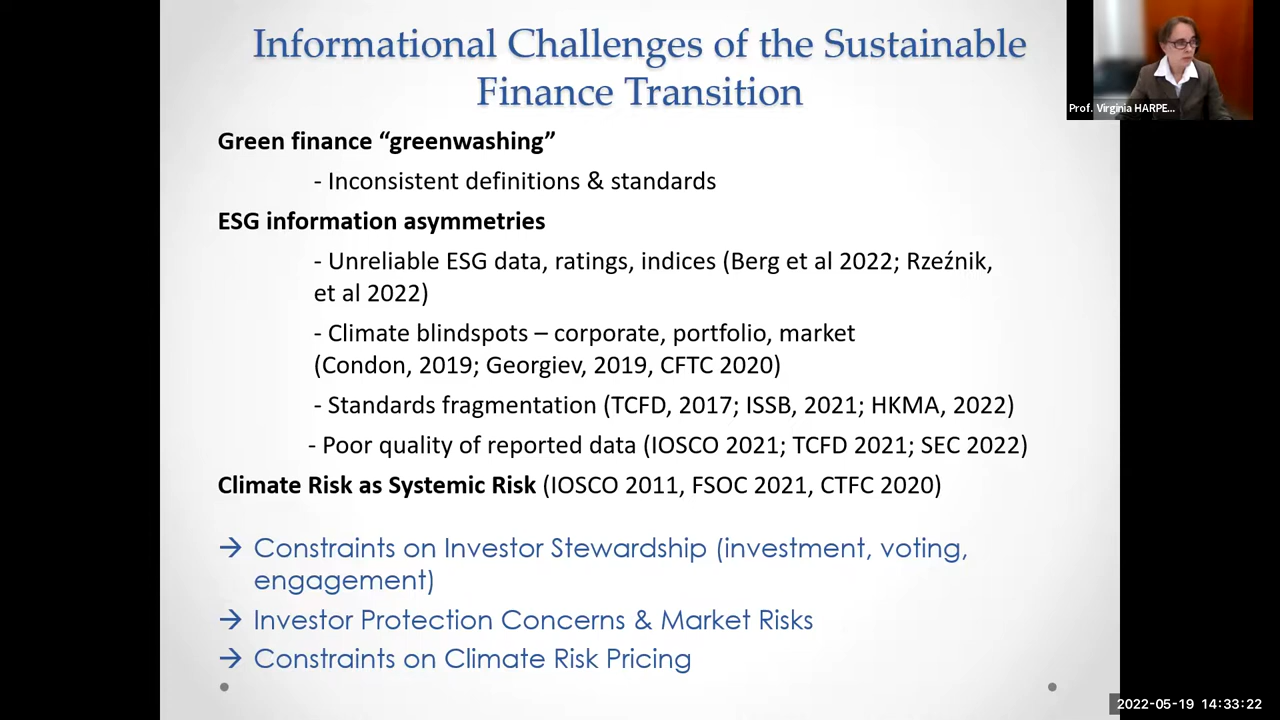 Informational Challenges of the Sustainable
Finance Transition
Prof. Virginia HARPE...
Green finance “greenwashing”
- Inconsistent definitions & standards
ESG information asymmetries
- Unreliable ESG data, ratings, indices (Berg et al 2022; Rzeźnik,
et al 2022)
- Climate blindspots – corporate, portfolio, market
(Condon, 2019; Georgiev, 2019, CFTC 2020)
- Standards fragmentation (TCFD, 2017; ISSB, 2021; HKMA, 2022)
- Poor quality of reported data (IOSCO 2021; TCFD 2021; SEC 2022)
Climate Risk as Systemic Risk (IOSCO 2011, FSOC 2021, CTFC 2020)
→ Constraints on Investor Stewardship (investment, voting,
engagement)
→ Investor Protection Concerns & Market Risks
→ Constraints on Climate Risk Pricing
2022-05-19 14:33:22